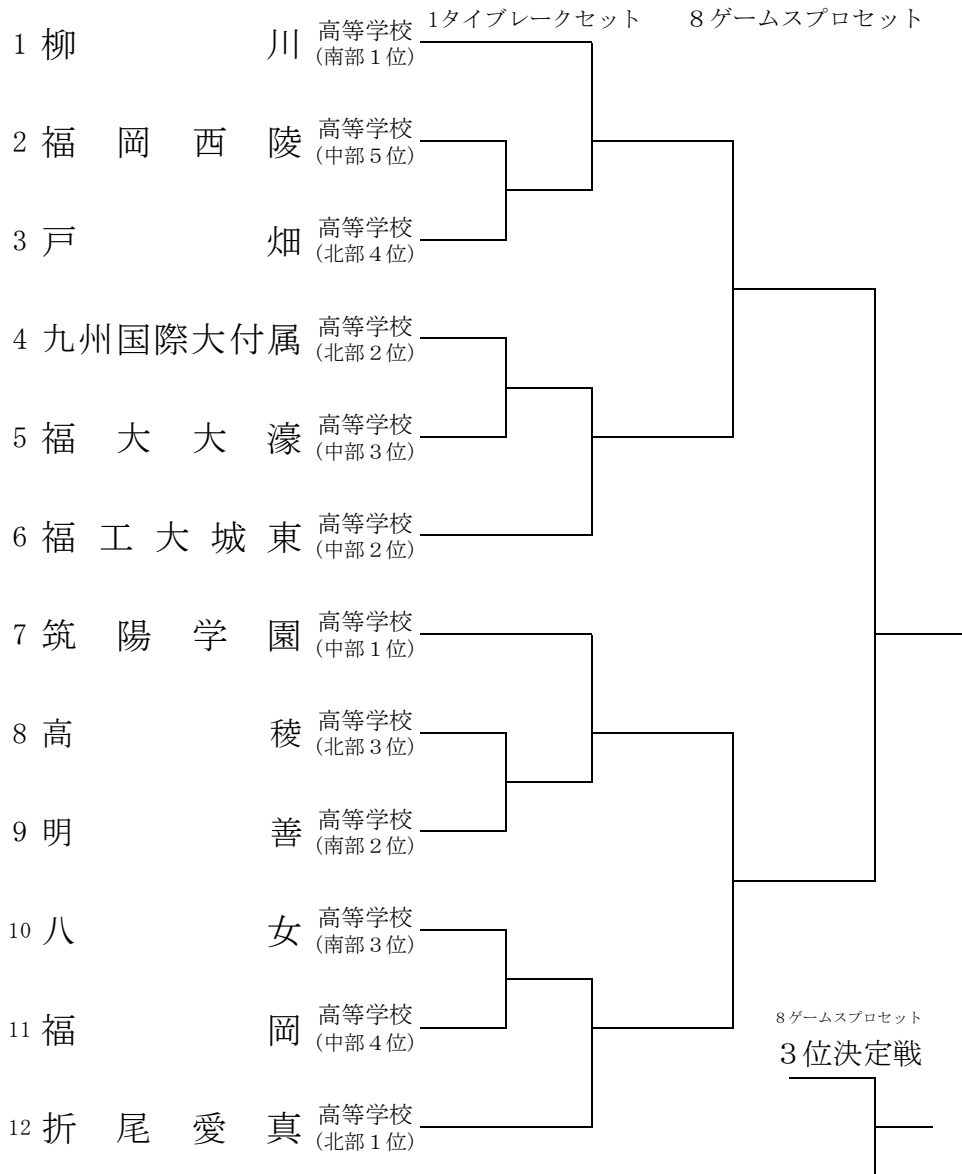 1タイブレークセット ８ゲームスプロセット
1 柳川 高等学校
(南部１位)
2 福岡西陵 高等学校
(中部５位)
3 戸畑 高等学校
(北部４位)
4 九州国際大付属 高等学校
(北部２位)
5 福大大濠 高等学校
(中部３位)
6 福工大城東 高等学校
(中部２位)
7 筑陽学園 高等学校
(中部１位)
8 高稜 高等学校
(北部３位)
9 明善 高等学校
(南部２位)
10 八女 高等学校
(南部３位)
11 福岡 高等学校
(中部４位)
12 折尾愛真 高等学校
(北部１位)
８ゲームスプロセット
３位決定戦